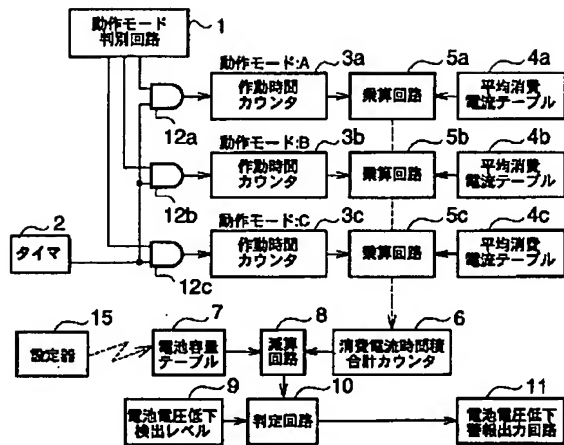 動作モード
判別回路
1
動作モード:A
3a
作動時間
カウンタ
5a
乗算回路
4a
平均消費
電流テーブル
12a
動作モード:B
3b
作動時間
カウンタ
5b
乗算回路
4b
平均消費
電流テーブル
12b
動作モード:C
3c
作動時間
カウンタ
5c
乗算回路
4c
平均消費
電流テーブル
12c
2
タイマ
15
設定器
7
電池容量
テーブル
8
減算
回路
6
消費電流時間積
合計カウンタ
9
電池電圧低下
検出レベル
10
判定回路
11
電池電圧低下
警報出力回路